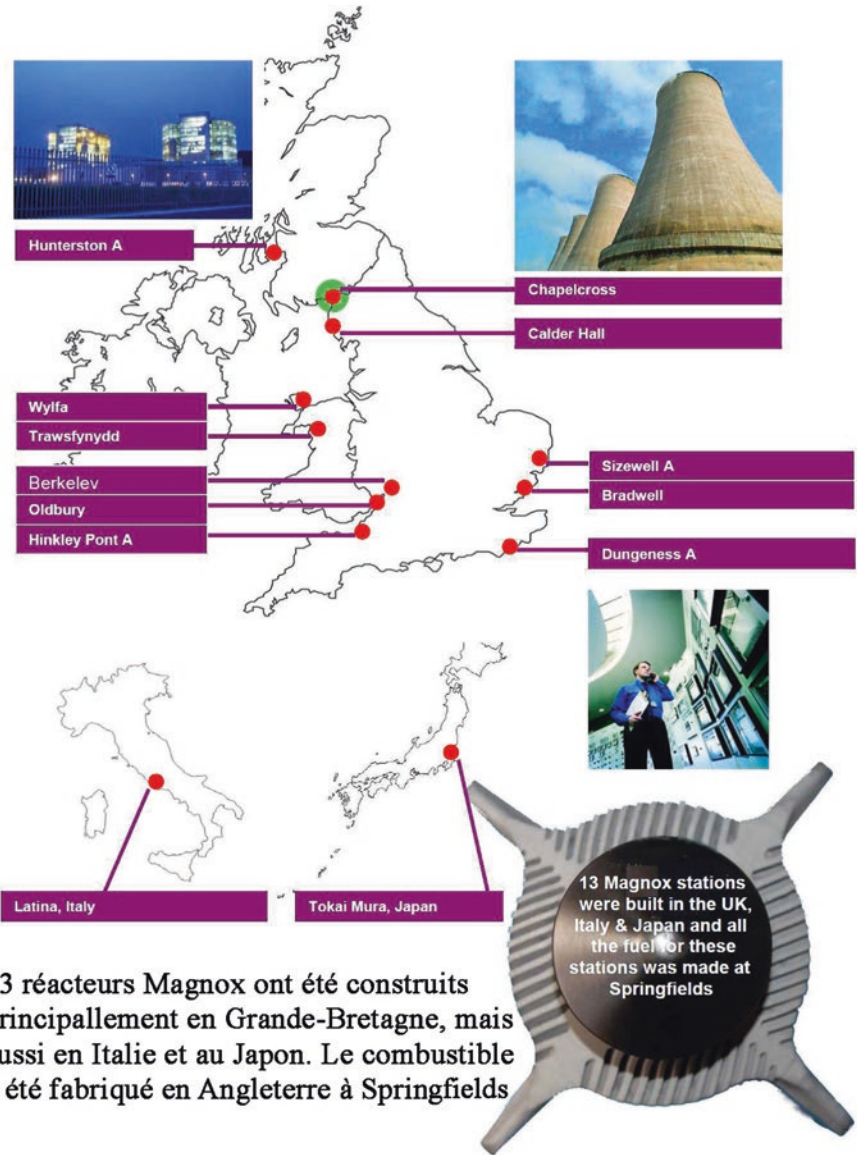 Hunterston A
Chapelcross
Calder Hall
Wylfa
Trawsfynydd
Berkelev
Oldbury
Hinkley Pont A
Sizewell A
Bradwell
Dungeness A
Latina, Italy
Tokai Mura, Japan
13 Magnox stations
were built in the UK,
Italy & Japan and all
the fuel for these
stations was made at
Springfields
3 réacteurs Magnox ont été construits
rincipallement en Grande-Bretagne, mais
ussi en Italie et au Japon. Le combustible
été fabriqué en Angleterre à Springfields